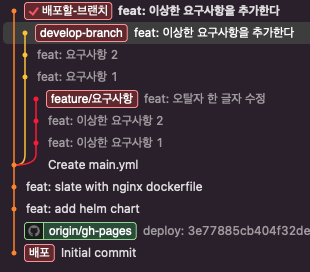 배포할-브랜치 feat: 이상한 요구사항을 추가한다
develop-branch feat: 이상한 요구사항을 추가한다
feat: 요구사항 2
feat: 요구사항 1
feature/요구사항 feat: 오탈자 한 글자 수정
feat: 이상한 요구사항 2
feat: 이상한 요구사항 1
Create main.yml
feat: slate with nginx dockerfile
feat: add helm chart
origin/gh-pages deploy: 3e77885cb404f32de
배포 Initial commit